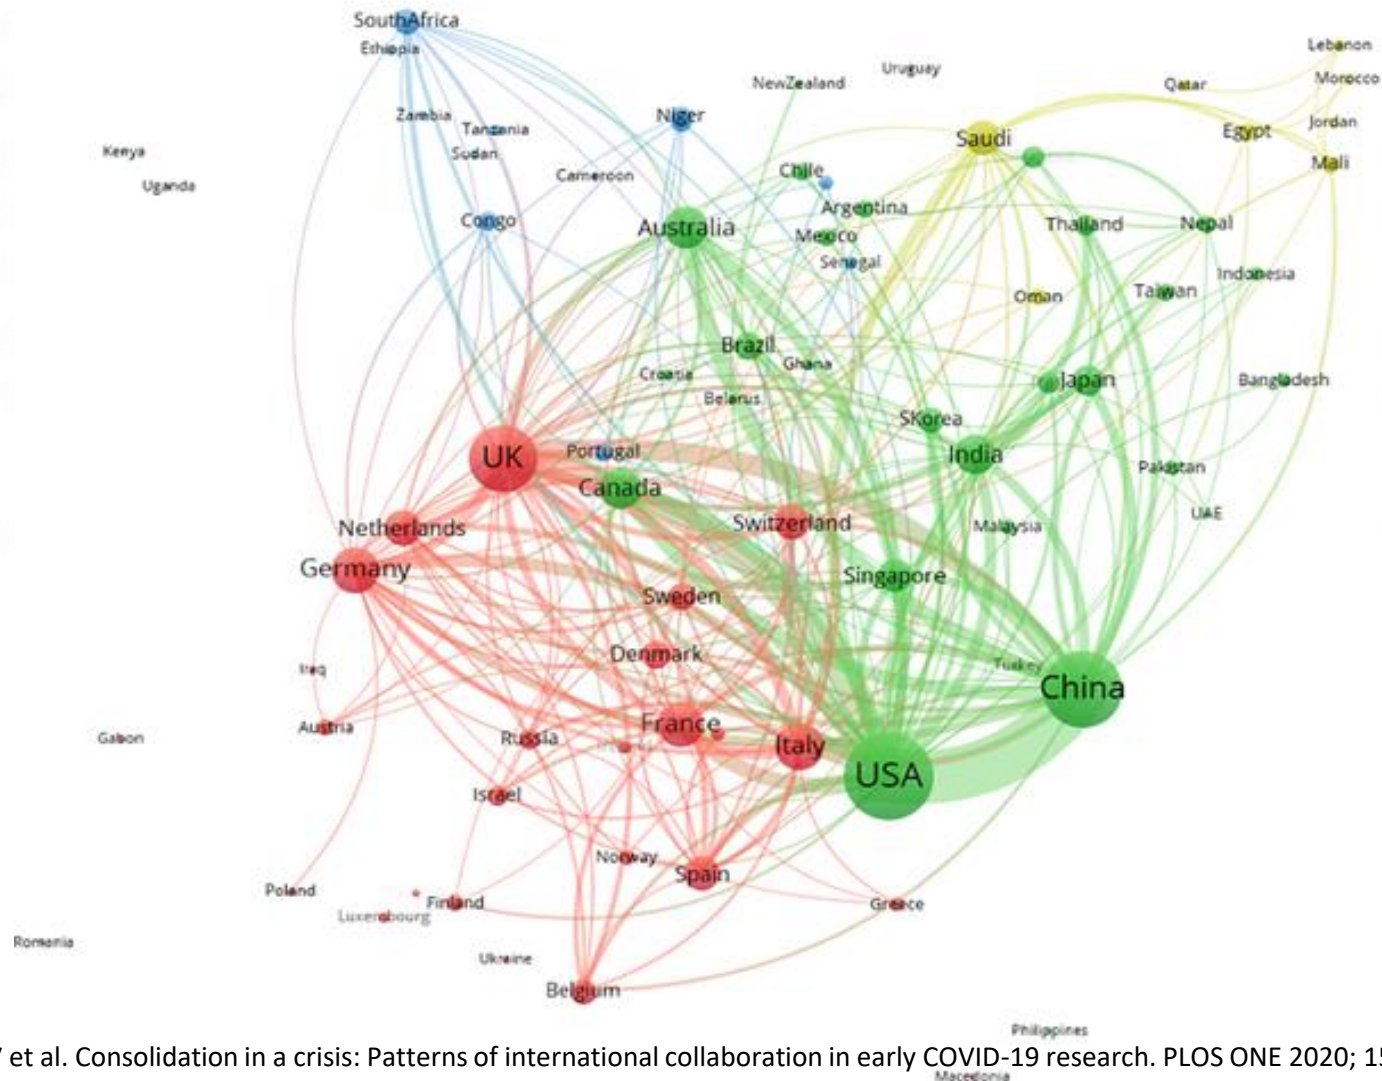 SouthAfrica
Ethiopia
NewZealand
Uruguay
Lebanon
Qatar
Morocco
Zambia
Tanzania
Niger
Saudi
Egypt
Jordan
Kenya
Sudan
Mali
Uganda
Cameroon
Chile
Congo
Australia
Argentina
Mexico
Thailand
Nepal
Senegal
Indonesia
Oman
Taiwan
Brazil
Ghana
Croatia
Belarus
Japan
Bangladesh
SKorea
UK
Portugal
India
Pakistan
Canada
Netherlands
Switzerland
Malaysia
UAE
Germany
Singapore
Sweden
Denmark
Iraq
Turkey
China
Austria
France
Gabon
Russia
Italy
USA
Israel
Norway
Spain
Poland
Finland
Luxembourg
Greece
Romania
Ukraine
Belgium
Philippines
et al. Consolidation in a crisis: Patterns of international collaboration in early COVID-19 research. PLOS ONE 2020; 15
Macedonia